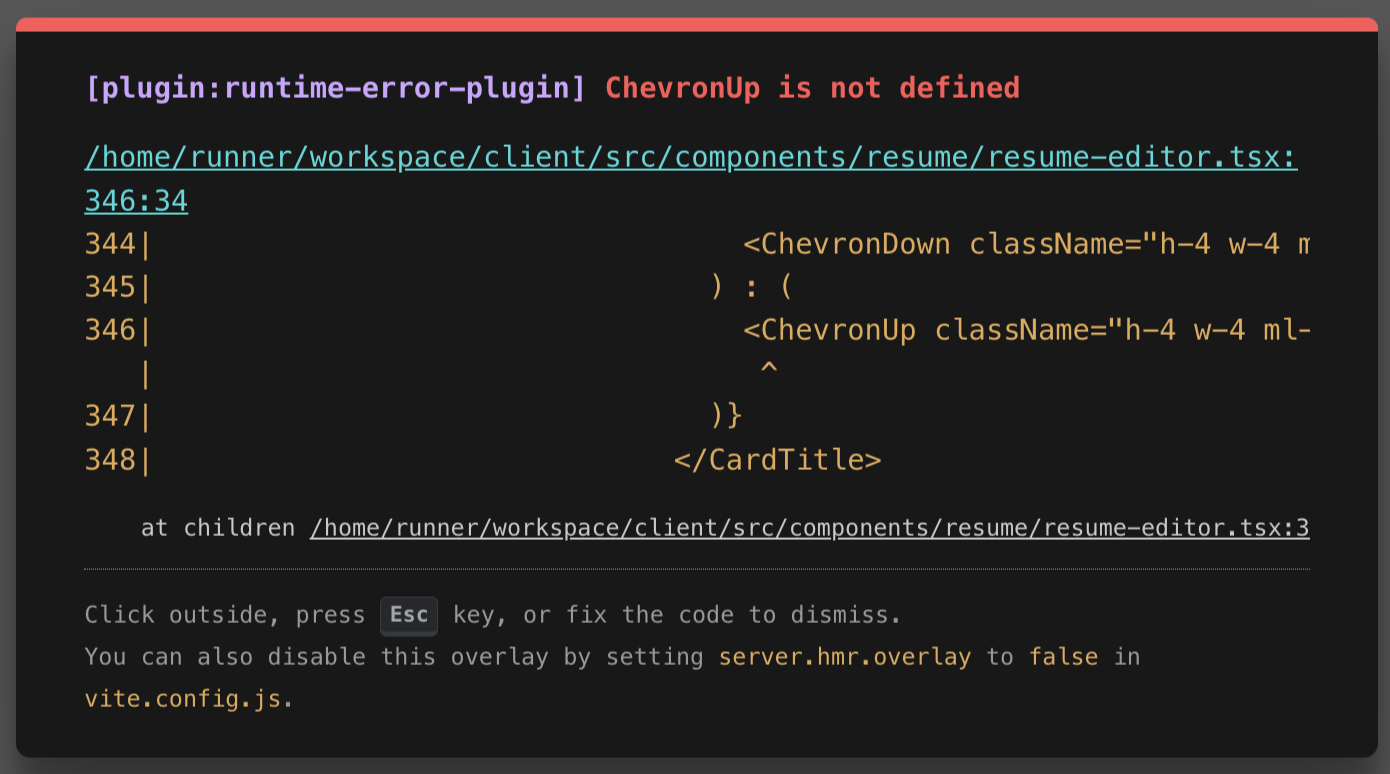 [plugin:runtime-error-plugin] ChevronUp is not defined
/home/runner/workspace/client/src/components/resume/resume-editor.tsx:
346:34
344|                                  <ChevronDown className="h-4 w-4 m
345|                                ) : (
346|                                  <ChevronUp className="h-4 w-4 ml-
   |                                   ^
347|                                )}
348|                              </CardTitle>
at children /home/runner/workspace/client/src/components/resume/resume-editor.tsx:3
Click outside, press Esc key, or fix the code to dismiss.
You can also disable this overlay by setting server.hmr.overlay to false in
vite.config.js.